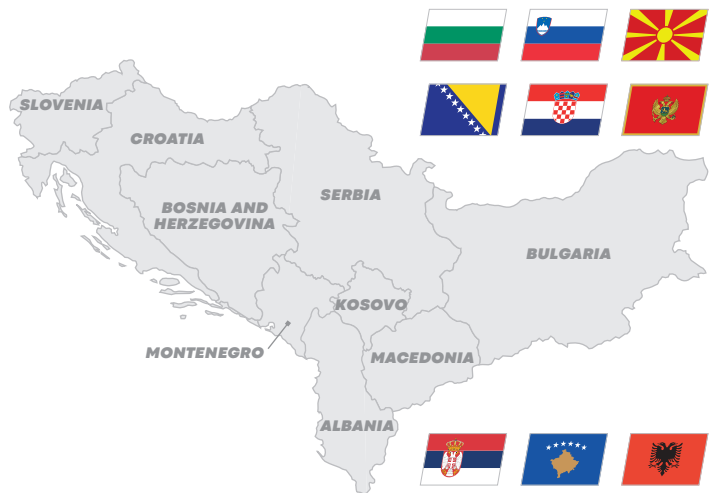 SLOVENIA
CROATIA
BOSNIA AND
HERZEGOVINA
SERBIA
BULGARIA
KOSOVO
MONTENEGRO
MACEDONIA
ALBANIA